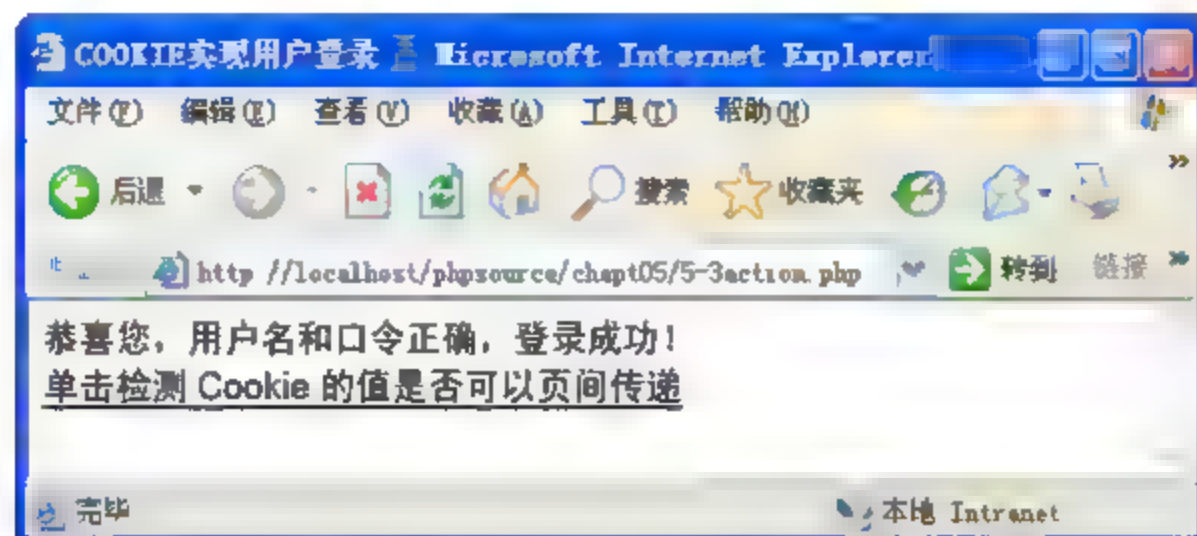 COOKIE实现用户登录 Microsoft Internet Explorer
文件(F) 编辑(E) 查看(V) 收藏(A) 工具(T) 帮助(H)
后退 搜索 收藏夹 »
http //localhost/phpsource/chapt05/5-3action.php 转到 链接 »
恭喜您，用户名和口令正确，登录成功！
单击检测 Cookie 的值是否可以页间传递
完毕 本地 Intranet